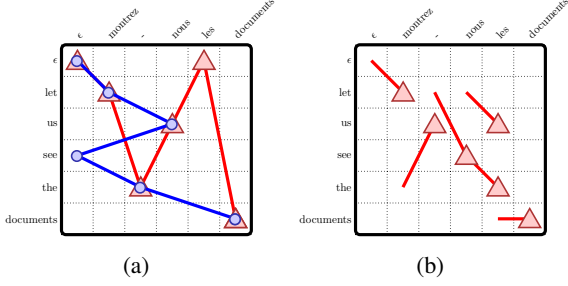 ϵ montrez - nous les documents
ϵ
let
us
see
the
documents
(a)
ϵ montrez - nous les documents
ϵ
let
us
see
the
documents
(b)